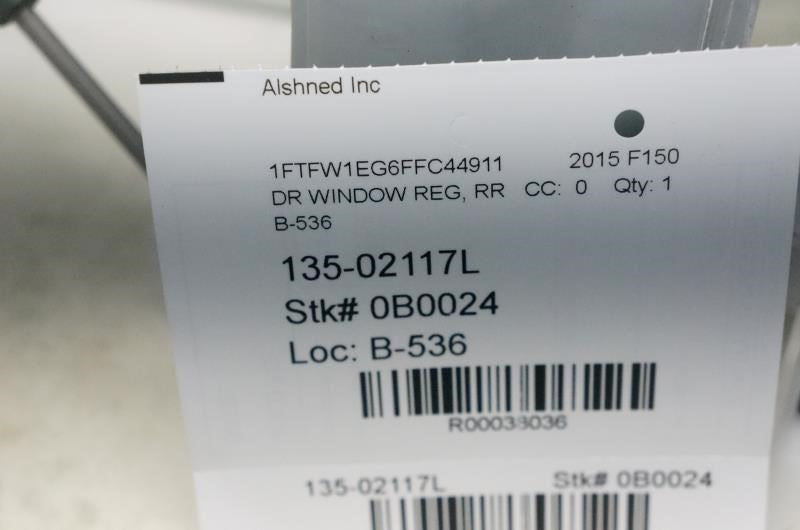 Alshned Inc
1FTFW1EG6FFC44911 2015 F150
DR WINDOW REG, RR CC: 0 Qty: 1
B-536
135-02117L
Stk# 0B0024
Loc: B-536
R00038036
135-02117L Stk# 0B0024